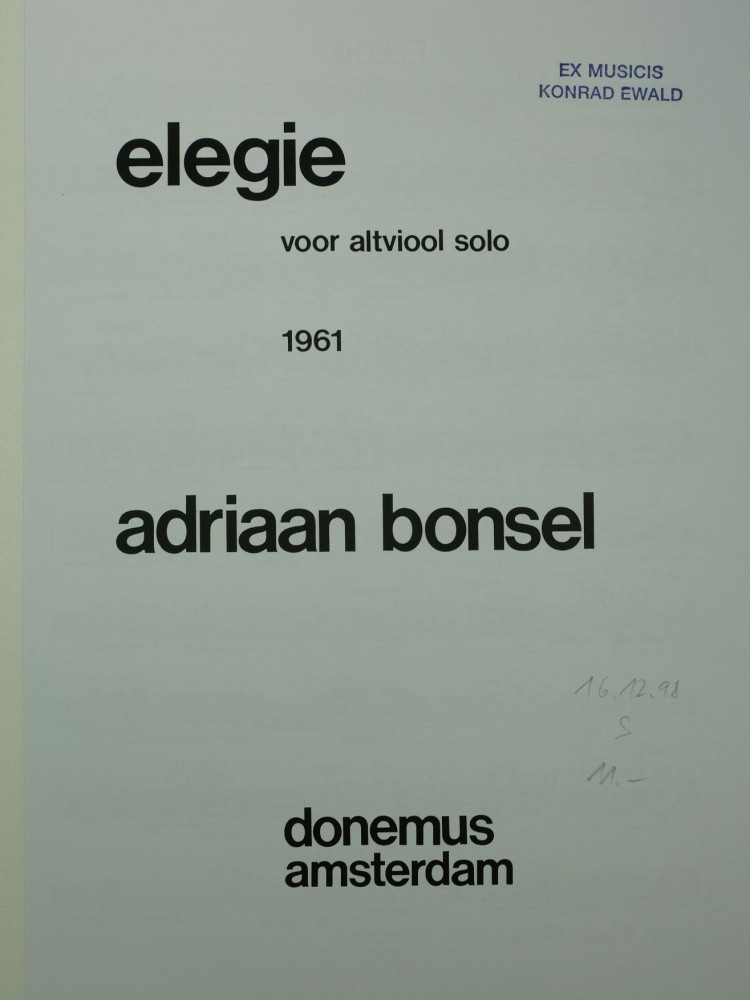 EX MUSICIS
KONRAD EWALD
elegie
voor altviool solo
1961
adriaan bonsel
16.12.98
S
11.–
donemus
amsterdam